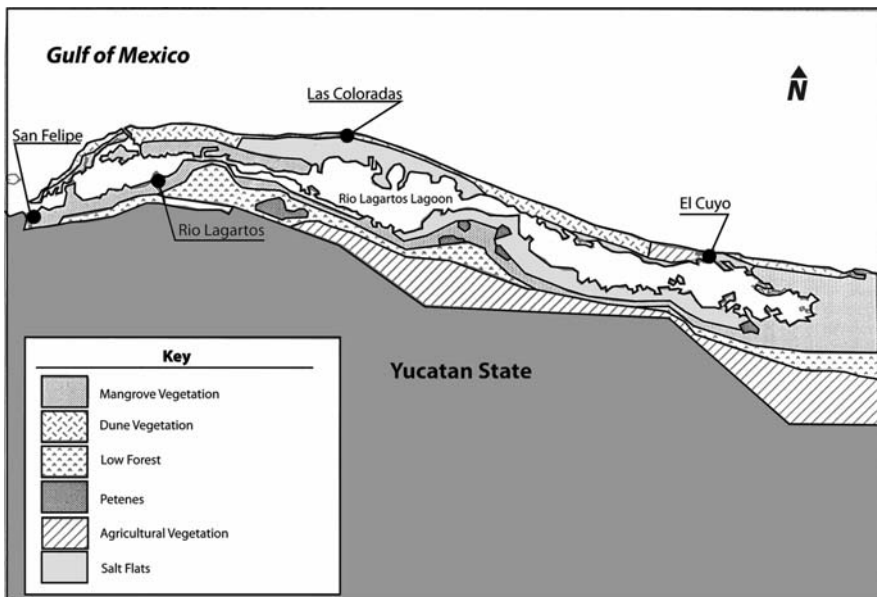 Gulf of Mexico
Las Coloradas
N
San Felipe
Rio Lagartos Lagoon
El Cuyo
Rio Lagartos
Yucatan State
Key
Mangrove Vegetation
Dune Vegetation
Low Forest
Petenes
Agricultural Vegetation
Salt Flats